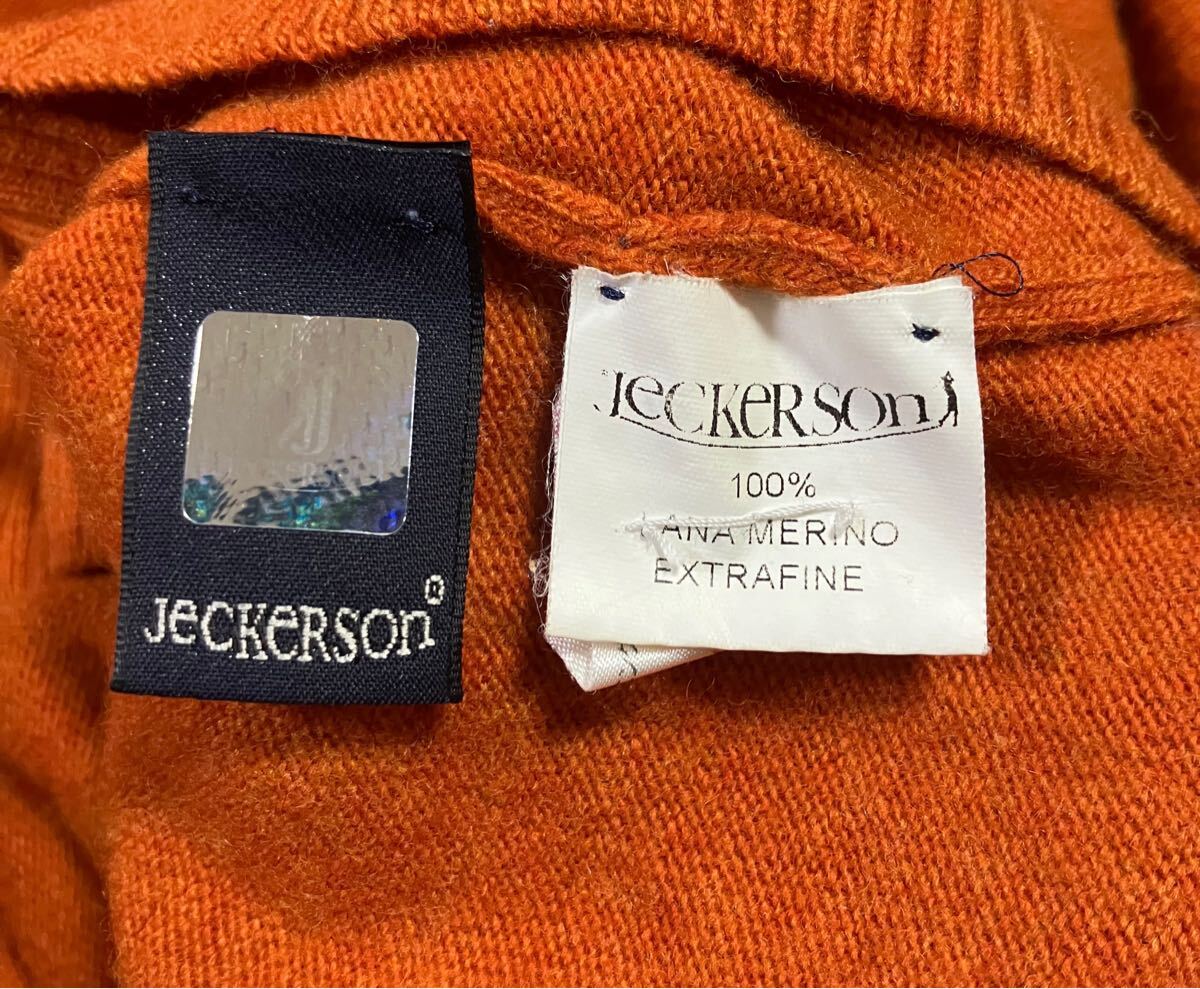 JeCKeRSOn®
JeCKeRSOn
100%
LANA MERINO
EXTRAFINE